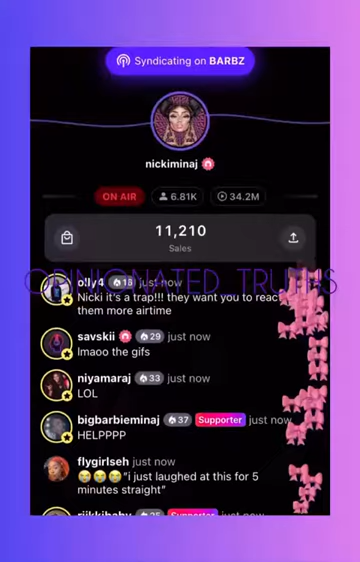 Syndicating on BARBZ
nickiminaj
ON AIR 6.81K 34.2M
11,210
Sales
OPINIONATED_TRUTHS
olly4 18 just now
Nicki it's a trap!!! they want you to reac
them more airtime
savskii 29 just now
lmaoo the gifs
niyamaraj 33 just now
LOL
bigbarbieminaj 37 Supporter just now
HELPPPP
flygirlseh just now
😭😭😭"i just laughed at this for 5
minutes straight"
Supporter just now